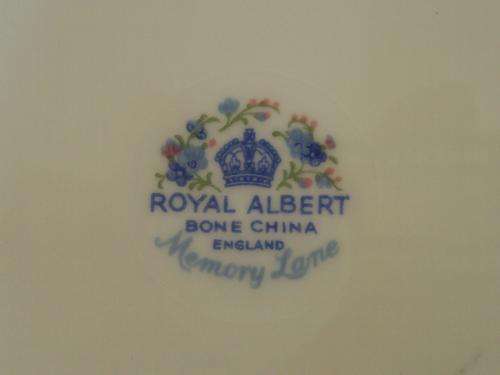 ROYAL ALBERT
BONE CHINA
ENGLAND
Memory Lane